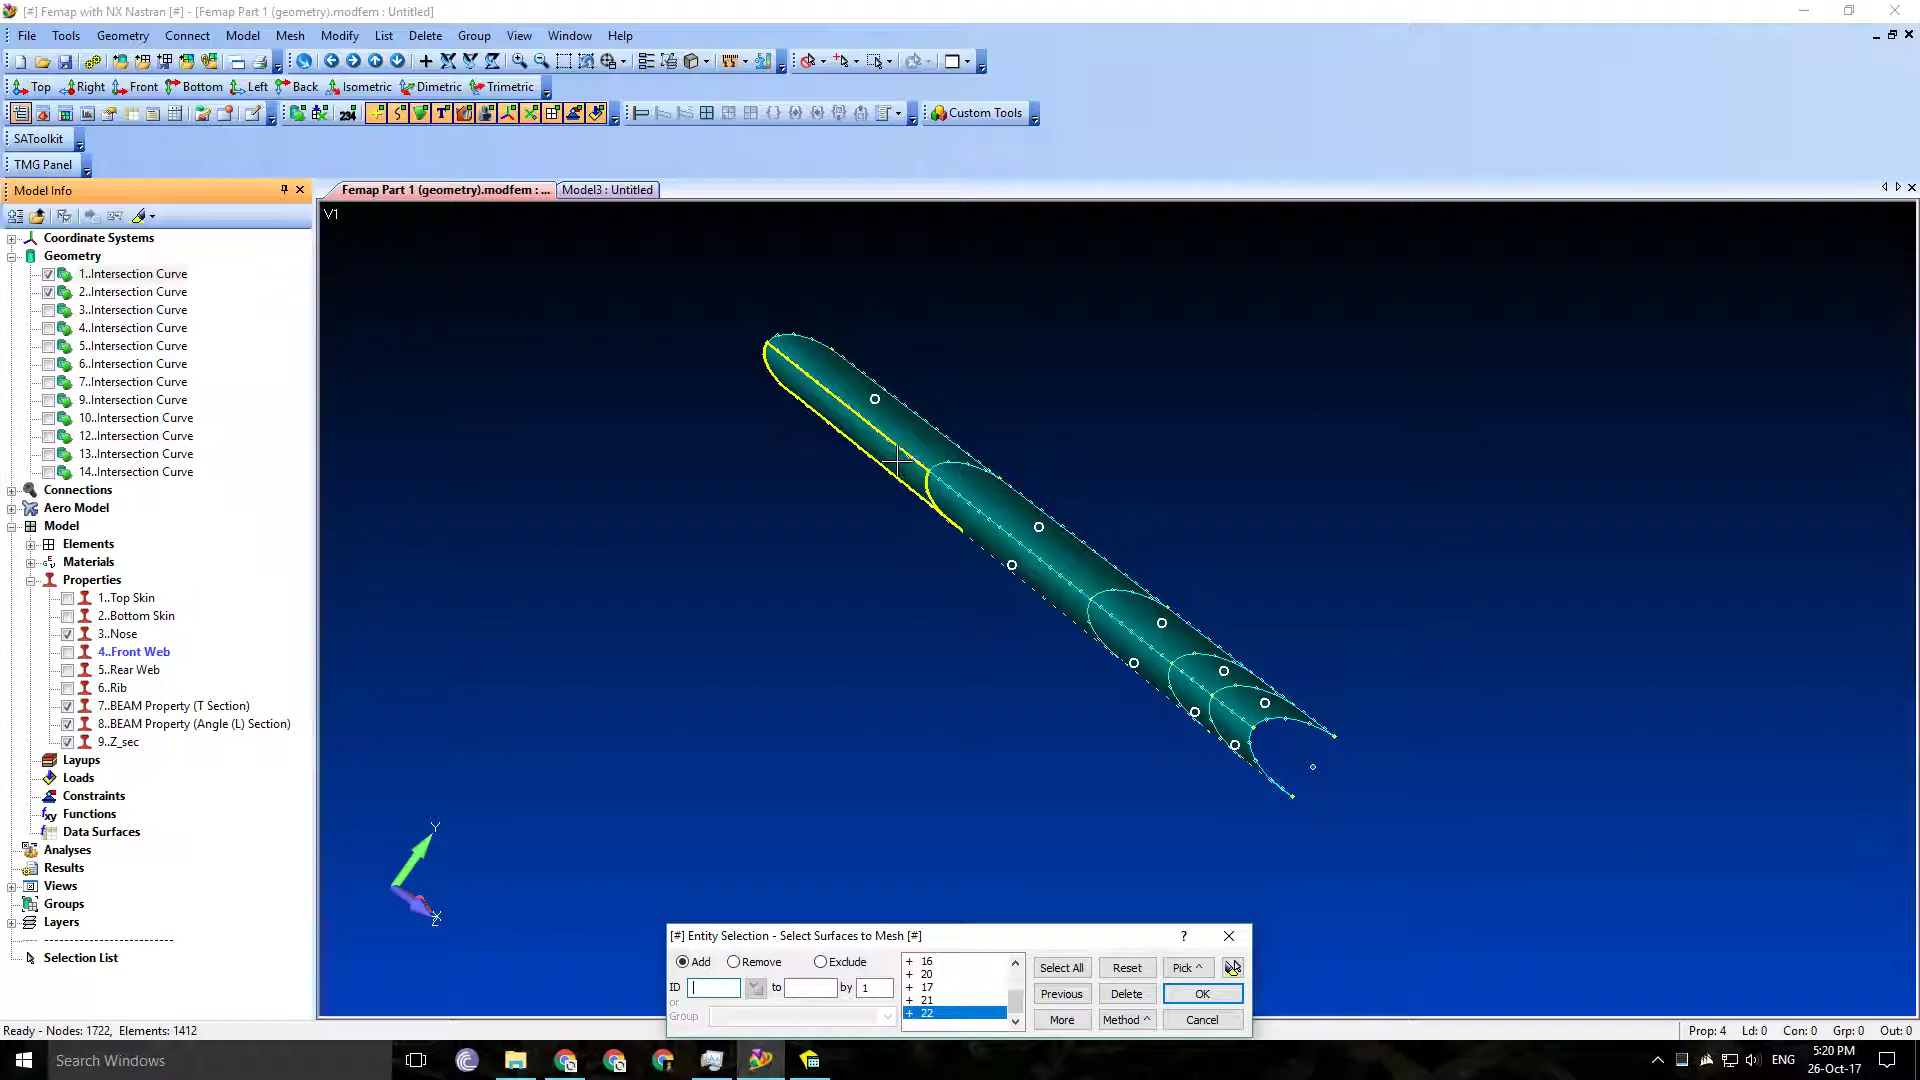 [#] Femap with NX Nastran [#] - [Femap Part 1 (geometry).modfem : Untitled]
File Tools Geometry Connect Model Mesh Modify List Delete Group View Window Help
Top Right Front Bottom Left Back Isometric Dimetric Trimetric
234 Custom Tools
SAToolkit
TMG Panel
Model Info
Femap Part 1 (geometry).modfem : ... Model3 : Untitled
V1
Coordinate Systems
Geometry
1..Intersection Curve
2..Intersection Curve
3..Intersection Curve
4..Intersection Curve
5..Intersection Curve
6..Intersection Curve
7..Intersection Curve
9..Intersection Curve
10..Intersection Curve
12..Intersection Curve
13..Intersection Curve
14..Intersection Curve
Connections
Aero Model
Model
Elements
Materials
Properties
1..Top Skin
2..Bottom Skin
3..Nose
4..Front Web
5..Rear Web
6..Rib
7..BEAM Property (T Section)
8..BEAM Property (Angle (L) Section)
9..Z_sec
Layups
Loads
Constraints
Functions
Data Surfaces
Analyses
Results
Views
Groups
Layers
Selection List
Y
X
Z
[#] Entity Selection - Select Surfaces to Mesh [#]
Add Remove Exclude
ID to by 1
or
Group
+ 16
+ 20
+ 17
+ 21
+ 22
Select All Reset Pick ^
Previous Delete OK
More Method ^ Cancel
Ready - Nodes: 1722, Elements: 1412
Prop: 4 Ld: 0 Con: 0 Grp: 0 Out: 0
Search Windows
ENG
5:20 PM
26-Oct-17